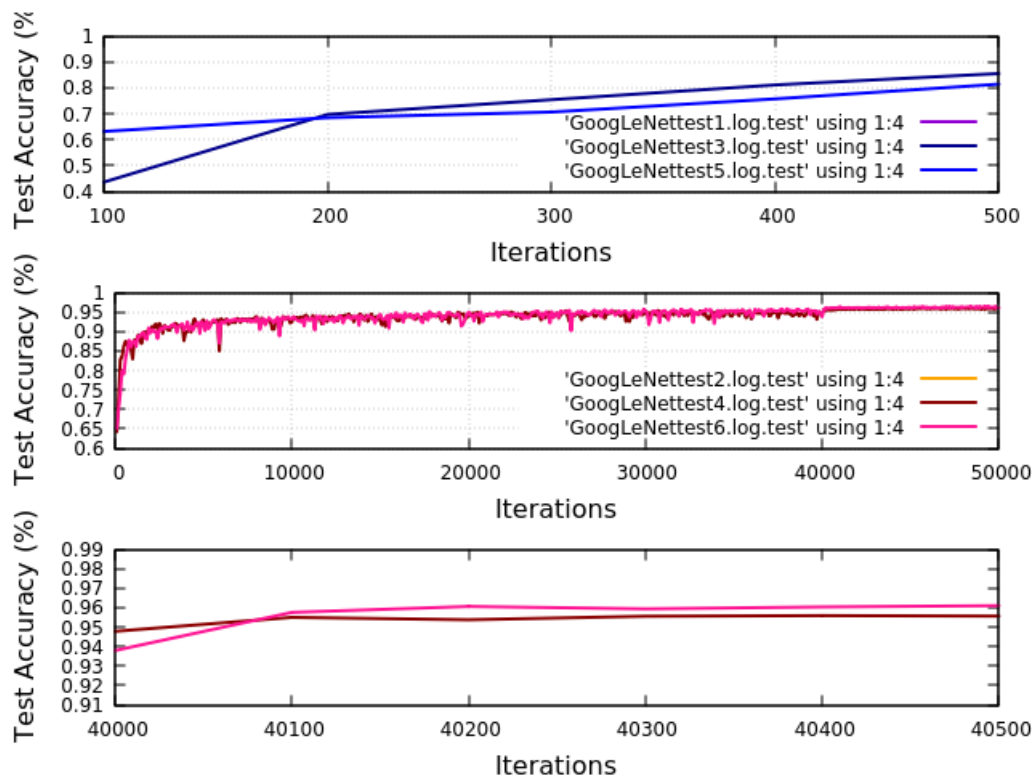 Test Accuracy (%
1
0.9
0.8
0.7
0.6
0.5
0.4
'GoogLeNettest1.log.test' using 1:4
'GoogLeNettest3.log.test' using 1:4
'GoogLeNettest5.log.test' using 1:4
100 200 300 400 500
Iterations
Test Accuracy (%)
1
0.95
0.9
0.85
0.8
0.75
0.7
0.65
0.6
'GoogLeNettest2.log.test' using 1:4
'GoogLeNettest4.log.test' using 1:4
'GoogLeNettest6.log.test' using 1:4
0 10000 20000 30000 40000 50000
Iterations
Test Accuracy (%)
0.99
0.98
0.97
0.96
0.95
0.94
0.93
0.92
0.91
40000 40100 40200 40300 40400 40500
Iterations